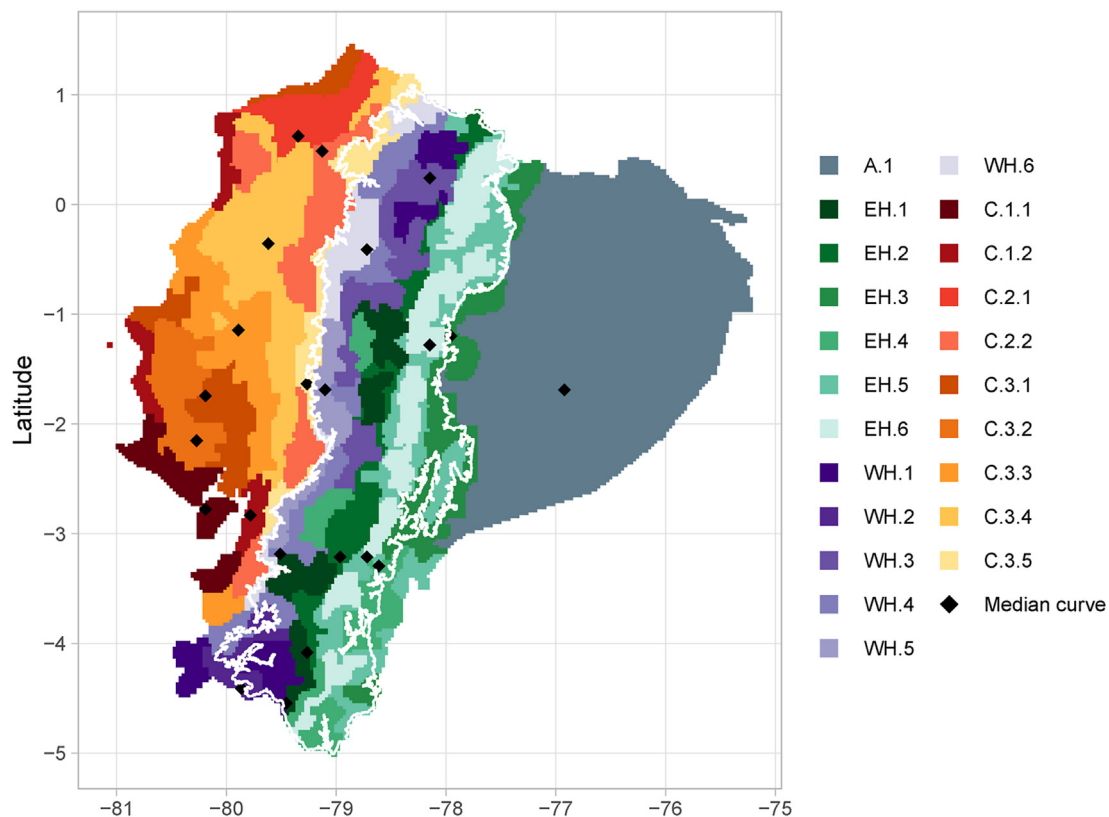 Latitude
1
0
−1
−2
−3
−4
−5
−81
−80
−79
−78
−77
−76
−75
A.1
EH.1
EH.2
EH.3
EH.4
EH.5
EH.6
WH.1
WH.2
WH.3
WH.4
WH.5
WH.6
C.1.1
C.1.2
C.2.1
C.2.2
C.3.1
C.3.2
C.3.3
C.3.4
C.3.5
Median curve